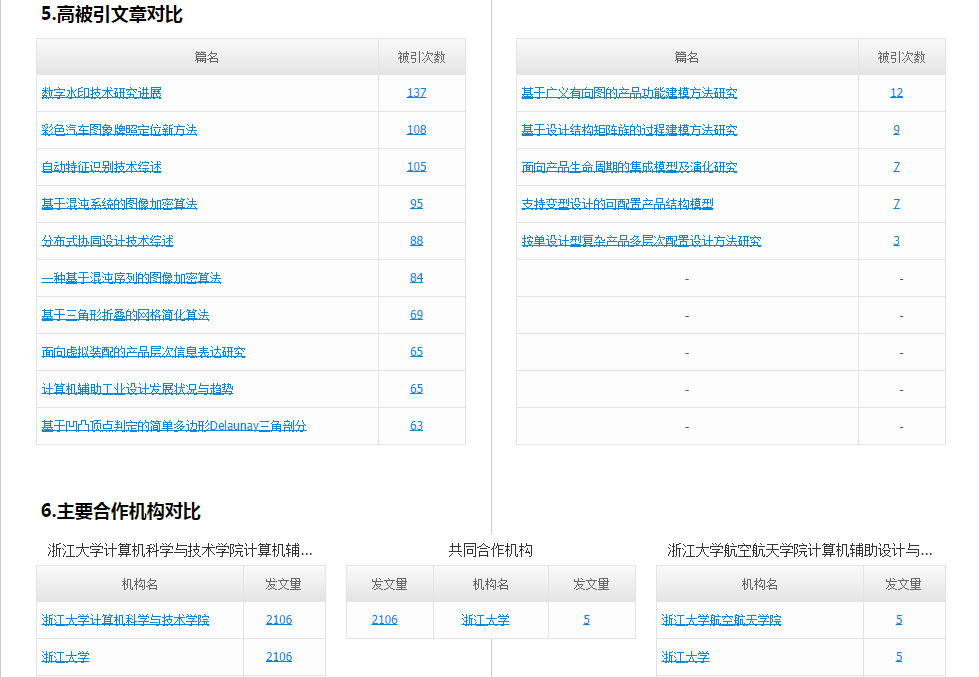 5.高被引文章对比
篇名 被引次数
数字水印技术研究进展 137
彩色汽车图象牌照定位新方法 108
自动特征识别技术综述 105
基于混沌系统的图像加密算法 95
分布式协同设计技术综述 88
一种基于混沌序列的图像加密算法 84
基于三角形折叠的网格简化算法 69
面向虚拟装配的产品层次信息表达研究 65
计算机辅助工业设计发展状况与趋势 65
基于凹凸顶点判定的简单多边形Delaunay三角剖分 63
篇名 被引次数
基于广义有向图的产品功能建模方法研究 12
基于设计结构矩阵族的过程建模方法研究 9
面向产品生命周期的集成模型及演化研究 7
支持变型设计的可配置产品结构模型 7
按单设计型复杂产品多层次配置设计方法研究 3
- -
- -
- -
- -
- -
6.主要合作机构对比
浙江大学计算机科学与技术学院计算机辅...
机构名 发文量
浙江大学计算机科学与技术学院 2106
浙江大学 2106
共同合作机构
发文量 机构名 发文量
2106 浙江大学 5
浙江大学航空航天学院计算机辅助设计与...
机构名 发文量
浙江大学航空航天学院 5
浙江大学 5